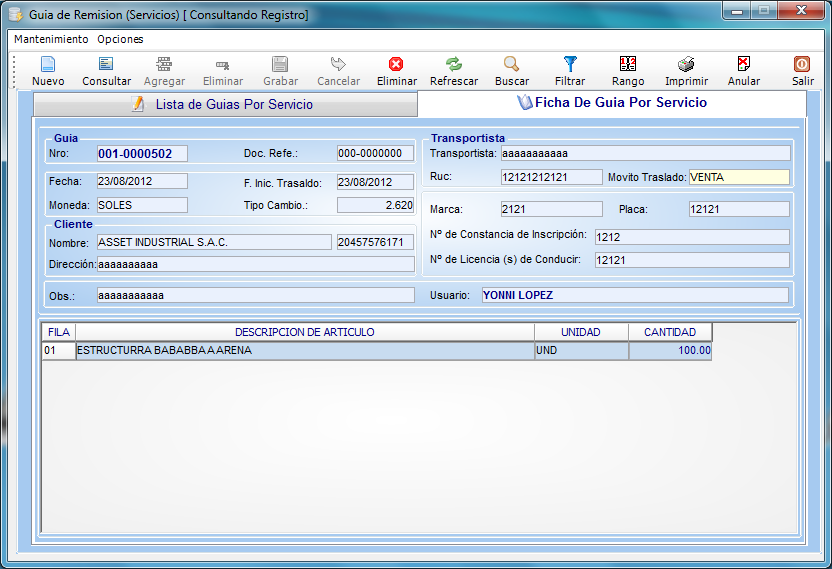 Guia de Remision (Servicios) [ Consultando Registro]
Mantenimiento Opciones
Nuevo Consultar Agregar Eliminar Grabar Cancelar Eliminar Refrescar Buscar Filtrar Rango Imprimir Anular Salir
Lista de Guias Por Servicio Ficha De Guia Por Servicio
Guia Transportista
Nro: 001-0000502 Doc. Refe.: 000-0000000 Transportista: aaaaaaaaaaa
Fecha: 23/08/2012 F. Inic. Trasaldo: 23/08/2012 Ruc: 12121212121 Movito Traslado: VENTA
Moneda: SOLES Tipo Cambio.: 2.620 Marca: 2121 Placa: 12121
Cliente
Nombre: ASSET INDUSTRIAL S.A.C. 20457576171 Nº de Constancia de Inscripción: 1212
Dirección: aaaaaaaaaa Nº de Licencia (s) de Conducir: 12121
Obs.: aaaaaaaaaaa Usuario: YONNI LOPEZ
FILA DESCRIPCION DE ARTICULO UNIDAD CANTIDAD
01 ESTRUCTURRA BABABBAAARENA UND 100.00